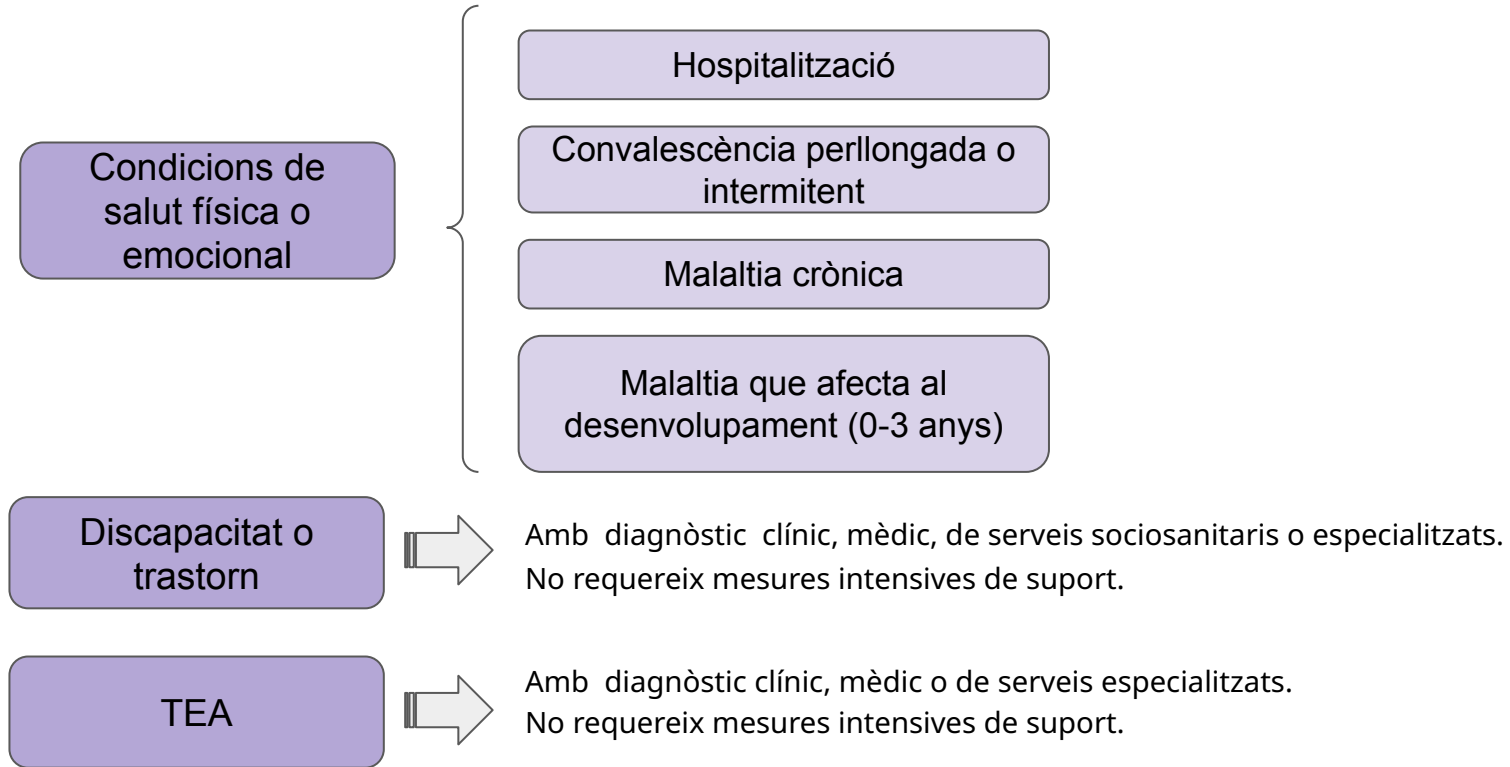 Condicions de
salut física o
emocional
Hospitalització
Convalescència perllongada o
intermitent
Malaltia crònica
Malaltia que afecta al
desenvolupament (0-3 anys)
Discapacitat o
trastorn
Amb  diagnòstic  clínic, mèdic, de serveis sociosanitaris o especialitzats.
No requereix mesures intensives de suport.
TEA
Amb  diagnòstic clínic, mèdic o de serveis especialitzats.
No requereix mesures intensives de suport.